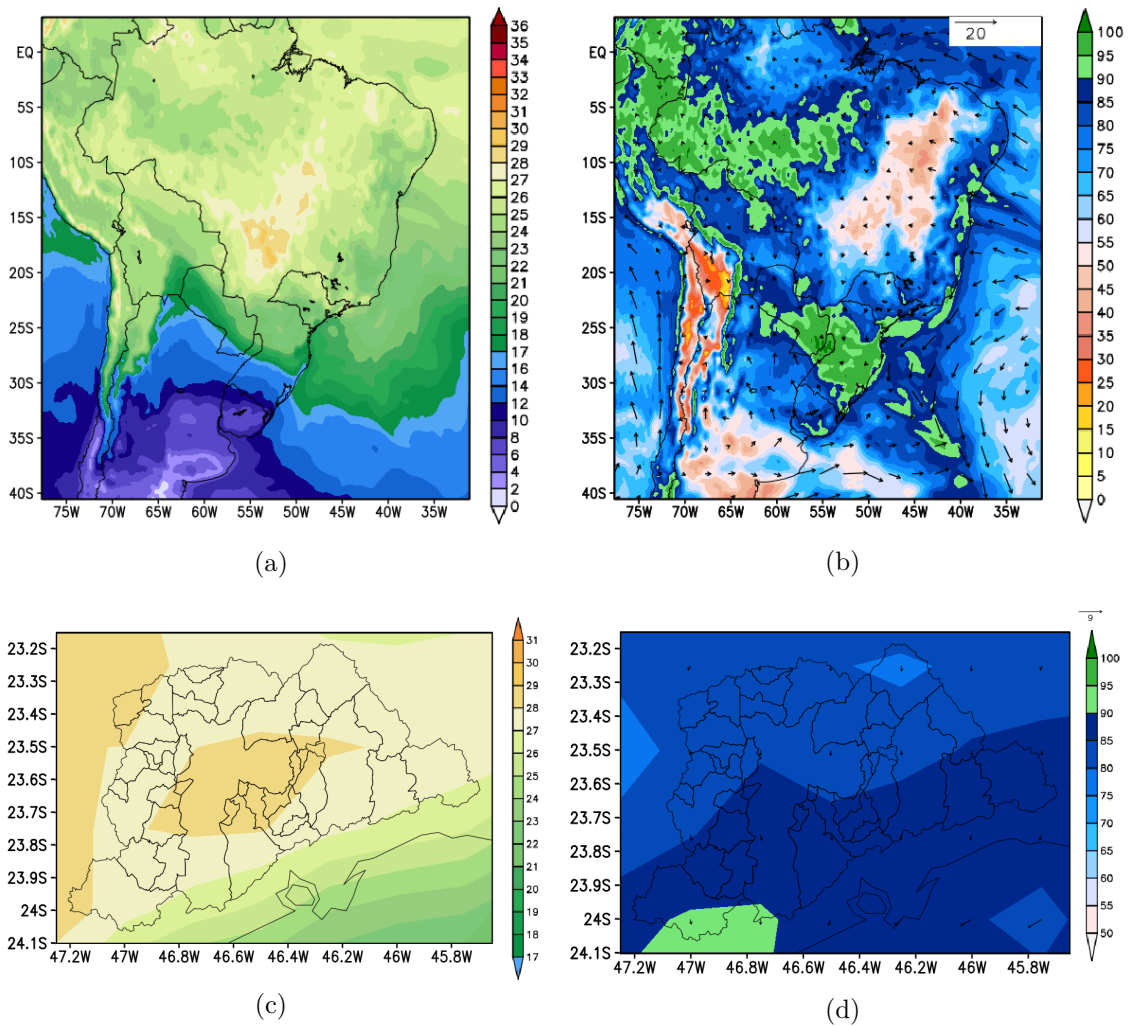 EQ
5S
10S
15S
20S
25S
30S
35S
40S
75W 70W 65W 60W 55W 50W 45W 40W 35W
36
35
34
33
32
31
30
29
28
27
26
25
24
23
22
21
20
19
18
17
16
14
12
10
8
6
4
2
0
(a)
20
EQ
5S
10S
15S
20S
25S
30S
35S
40S
75W 70W 65W 60W 55W 50W 45W 40W 35W
100
95
90
85
80
75
70
65
60
55
50
45
40
35
30
25
20
15
10
5
0
(b)
23.2S
23.3S
23.4S
23.5S
23.6S
23.7S
23.8S
23.9S
24S
24.1S
47.2W 47W 46.8W 46.6W 46.4W 46.2W 46W 45.8W
31
30
29
28
27
26
25
24
23
22
21
20
19
18
17
(c)
9
23.2S
23.3S
23.4S
23.5S
23.6S
23.7S
23.8S
23.9S
24S
24.1S
47.2W 47W 46.8W 46.6W 46.4W 46.2W 46W 45.8W
100
95
90
85
80
75
70
65
60
55
50
(d)